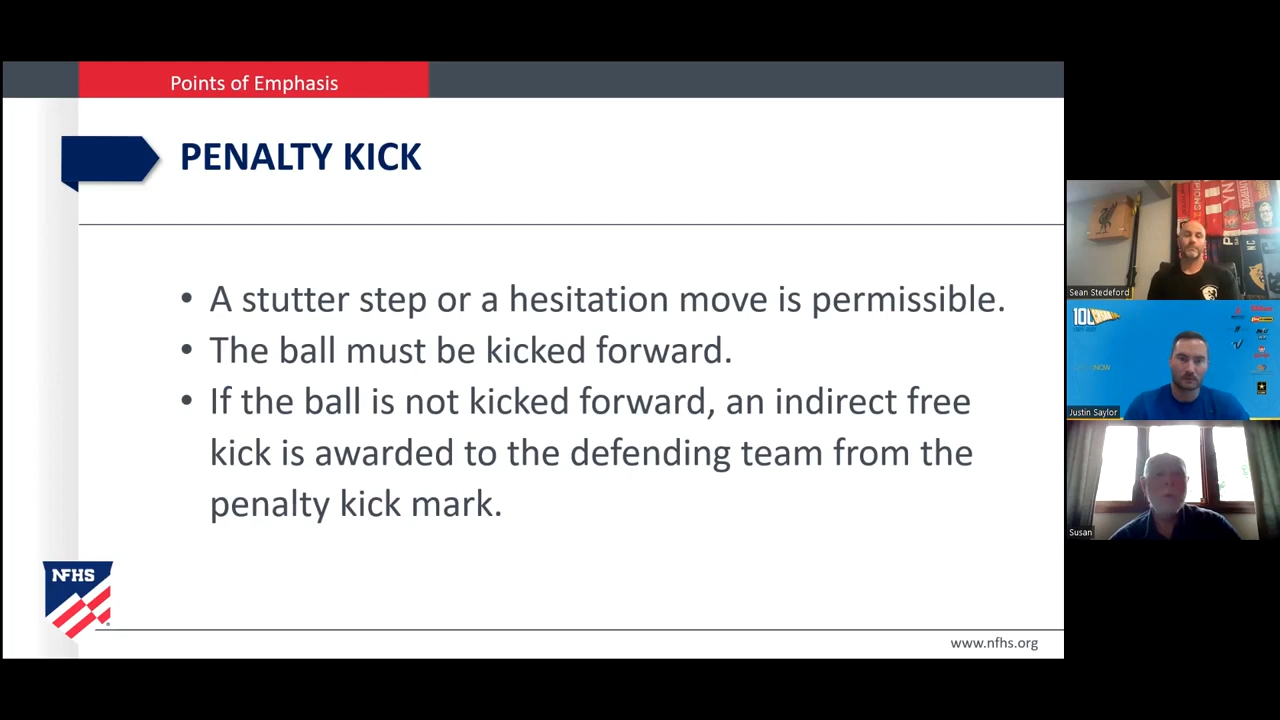 Points of Emphasis
PENALTY KICK
• A stutter step or a hesitation move is permissible.
• The ball must be kicked forward.
• If the ball is not kicked forward, an indirect free
kick is awarded to the defending team from the
penalty kick mark.
NFHS
www.nfhs.org
Sean Stedeford
Justin Saylor
Susan